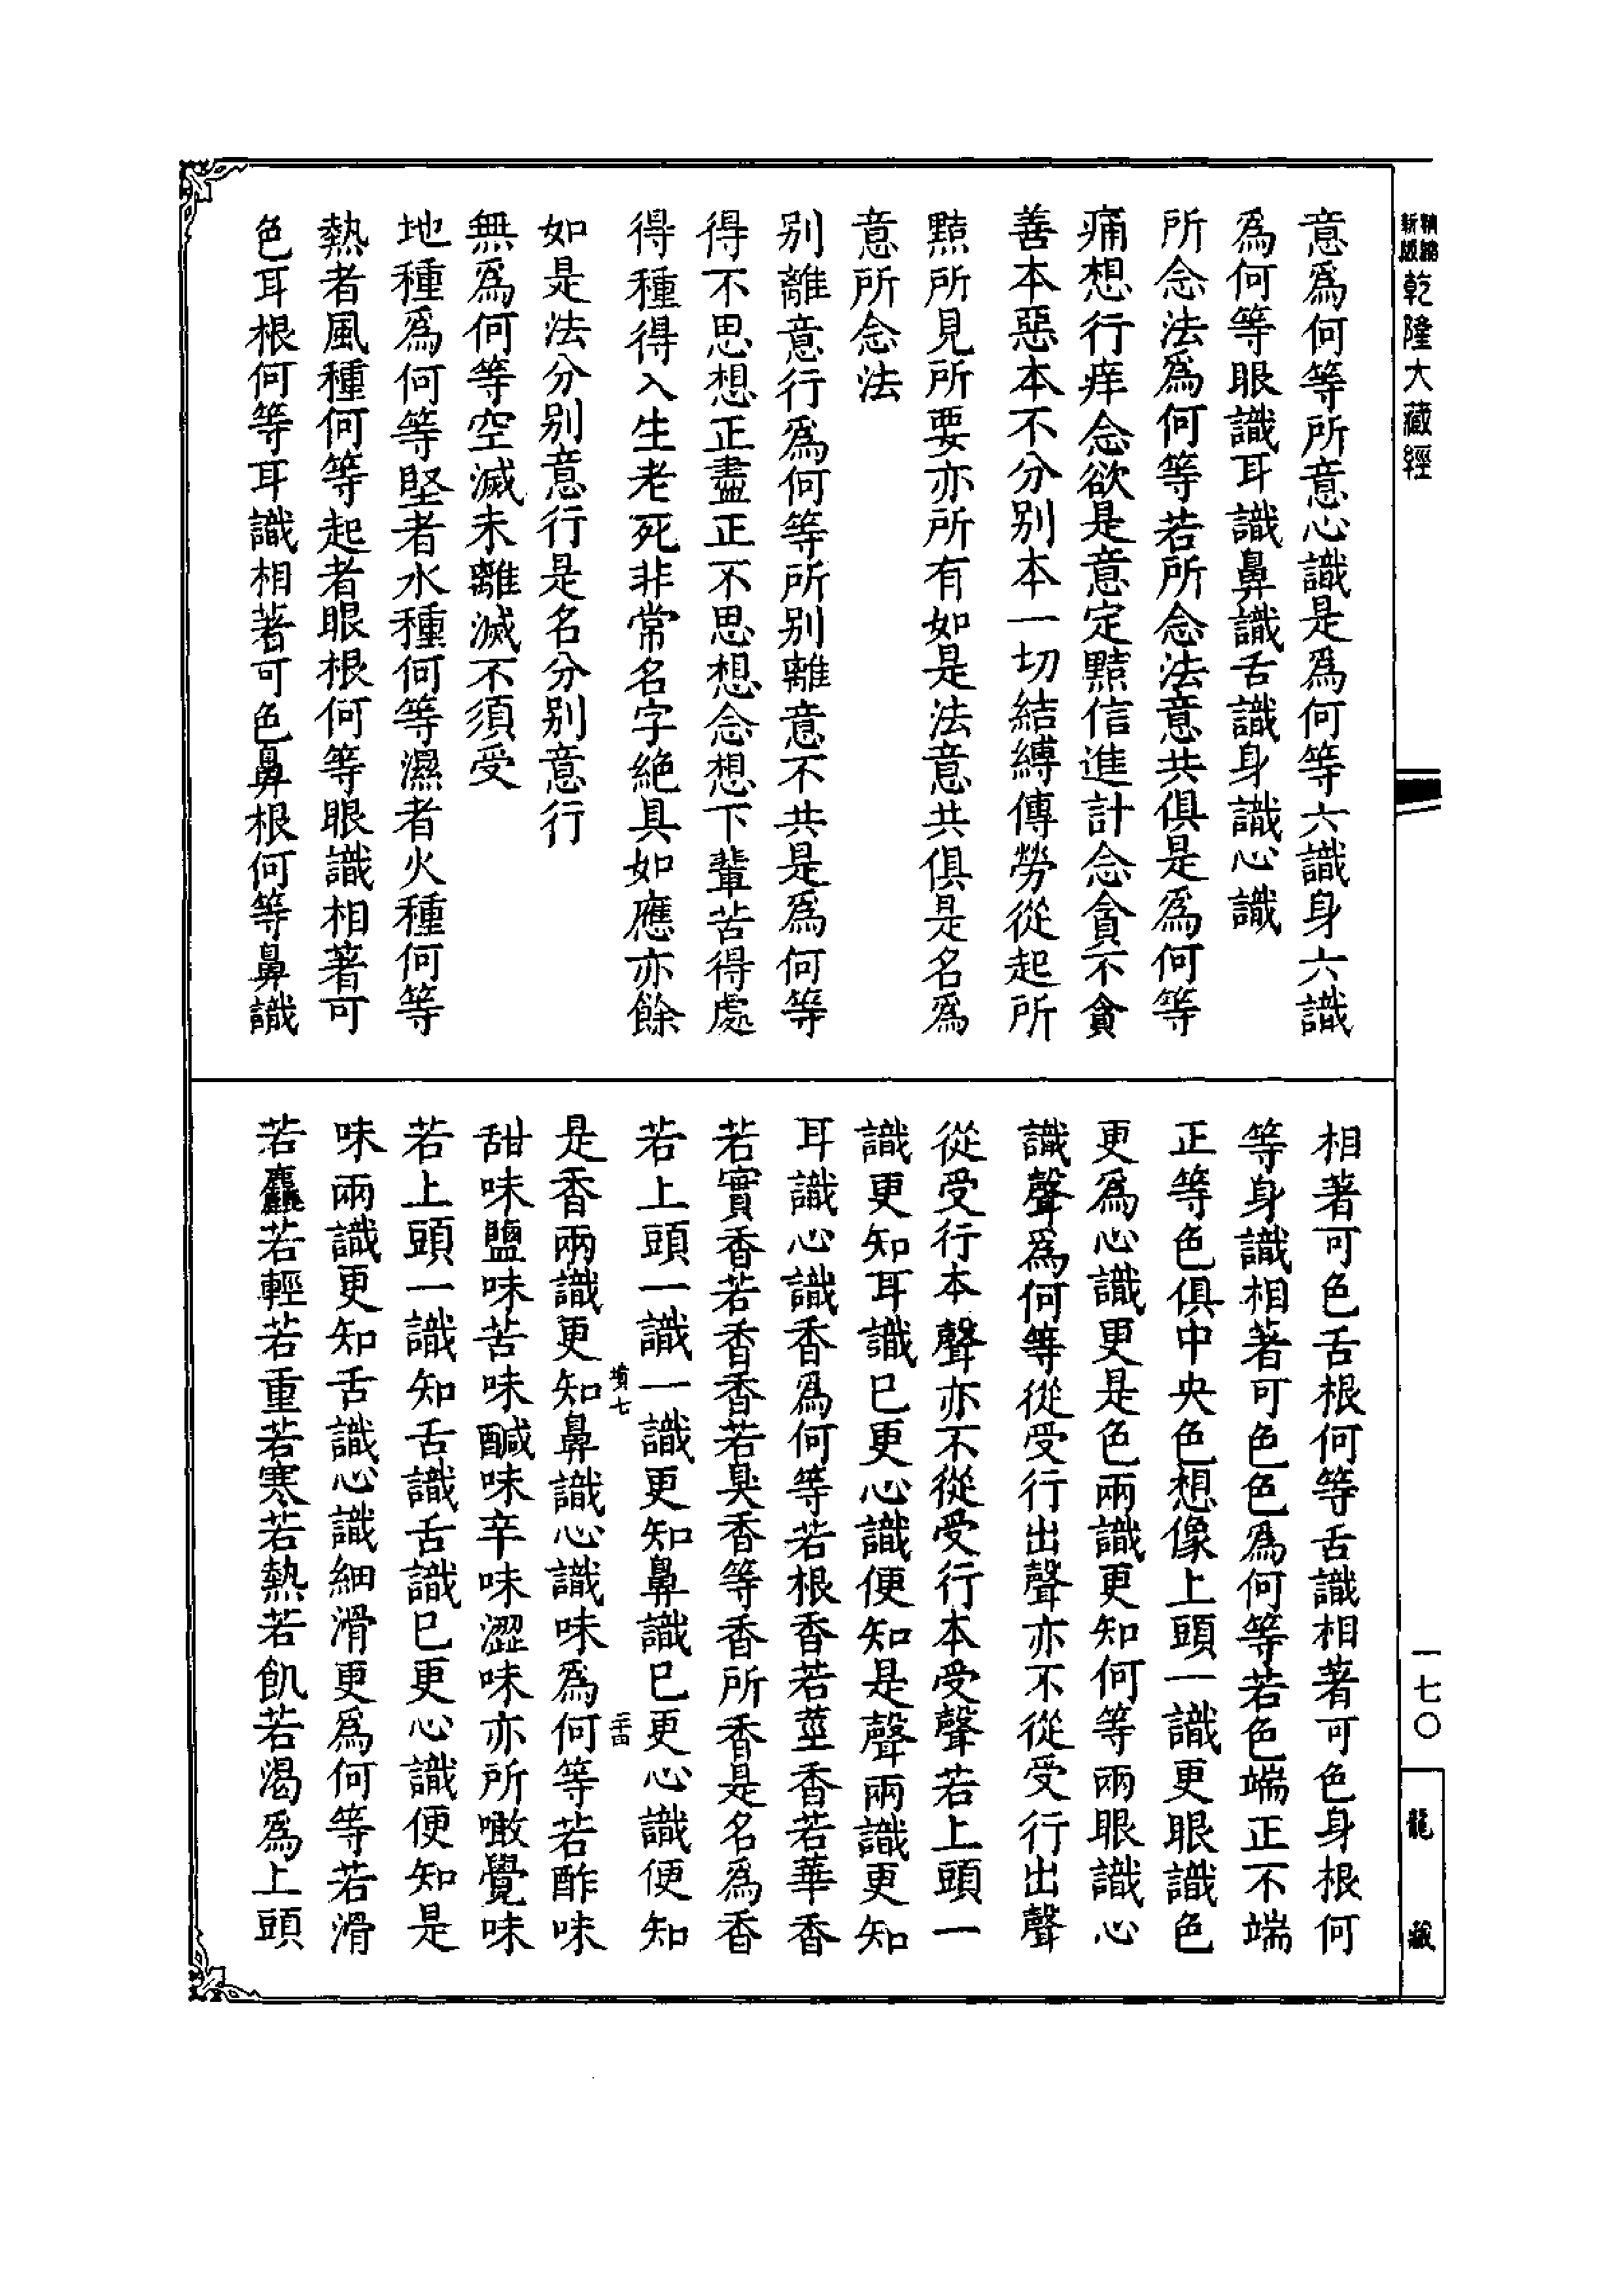 精縮
新版
乾隆大藏經
意爲何等所意心識是爲何等六識身六識
爲何等眼識耳識鼻識舌識身識心識
所念法爲何等若所念法意共俱是爲何等
痛想行痒念欲是意定黠信進計念貪不貪
善本惡本不分别本一切結縛傳勞從起所
黠所見所要亦所有如是法意共俱是名爲
意所念法
别離意行爲何等所别離意不共是爲何等
得不思想正盡正不思想念想下輩苦得處
得種得入生老死非常名字絶具如應亦餘
如是法分别意行是名分别意行
無爲何等空滅未離滅不須受
地種爲何等堅者水種何等濕者火種何等
熱者風種何等起者眼根何等眼識相著可
色耳根何等耳識相著可色鼻根何等鼻識
相著可色舌根何等舌識相著可色身根何
等身識相著可色色爲何等若色端正不端
正等色俱中央色想像上頭一識更眼識色
更爲心識更是色兩識更知何等兩眼識心
識聲爲何等從受行出聲亦不從受行出聲
從受行本聲亦不從受行本受聲若上頭一
識更知耳識已更心識便知是聲兩識更知
耳識心識香爲何等若根香若莖香若華香
若實香若香香若臭香等香所香是名爲香
若上頭一識一識更知鼻識已更心識便知
是香兩識更知鼻識心識味爲何等若酢味
甜味鹽味苦味醎味辛味澀味亦所噉覺味
若上頭一識知舌識舌識已更心識便知是
味兩識更知舌識心識細滑更爲何等若滑
若麤若輕若重若寒若熱若飢若渴爲上頭
一七〇
龍藏